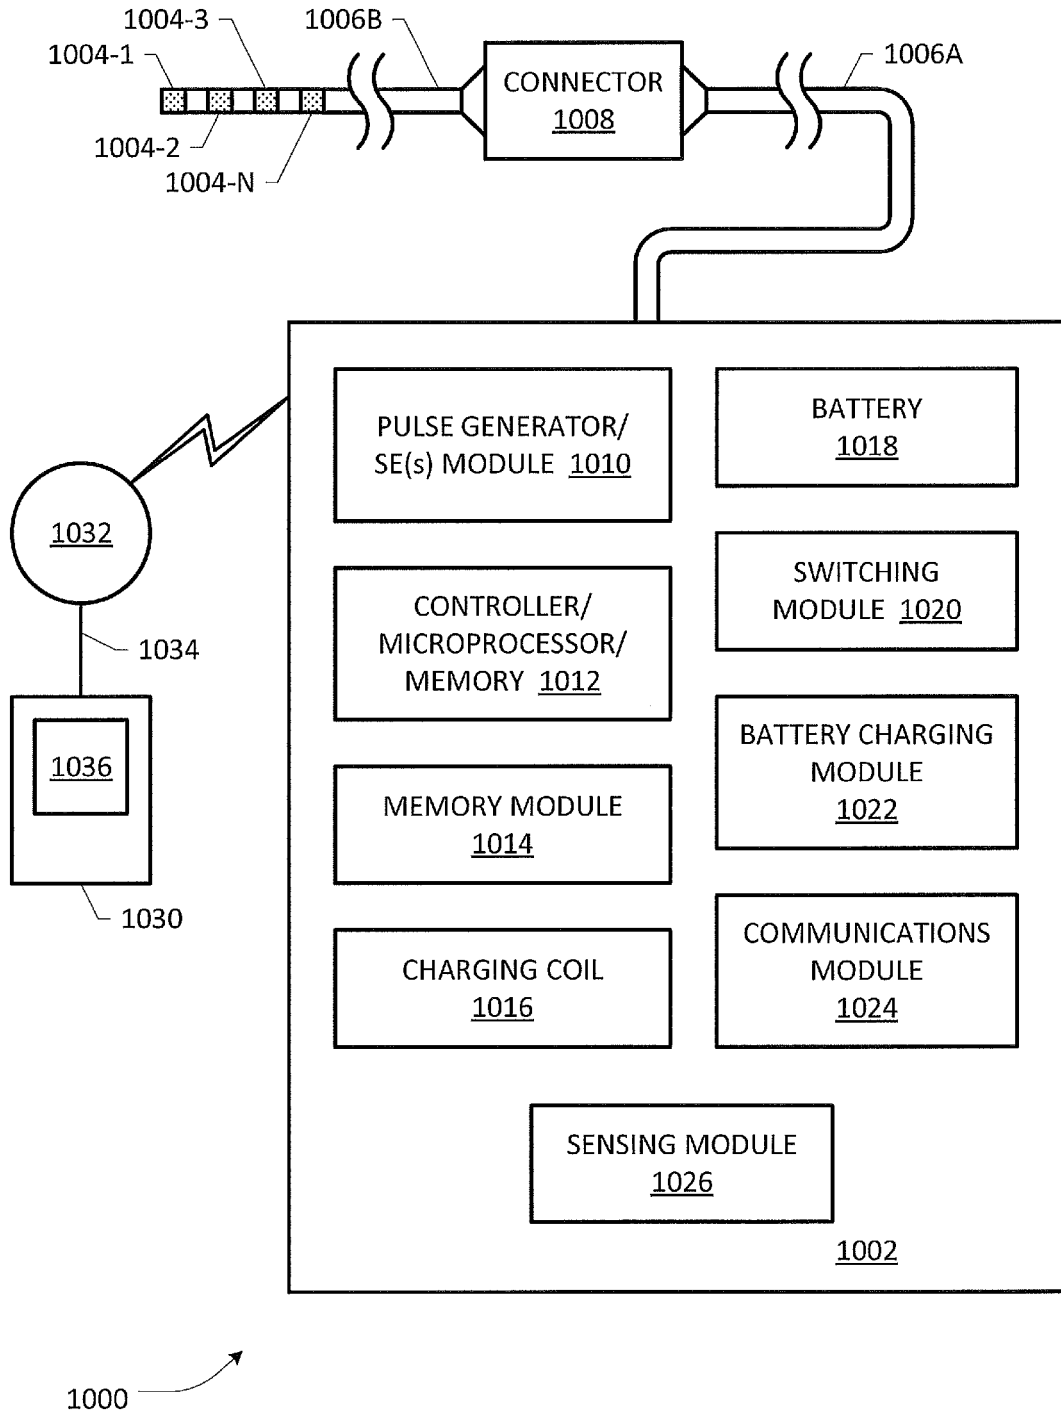 1004-3
1006B
1004-1
1006A
CONNECTOR
1008
1004-2
1004-N
PULSE GENERATOR/
SE(s) MODULE 1010
BATTERY
1018
1032
SWITCHING
MODULE 1020
CONTROLLER/
MICROPROCESSOR/
MEMORY 1012
1034
1036
BATTERY CHARGING
MODULE
1022
MEMORY MODULE
1014
1030
COMMUNICATIONS
MODULE
1024
CHARGING COIL
1016
SENSING MODULE
1026
1002
1000